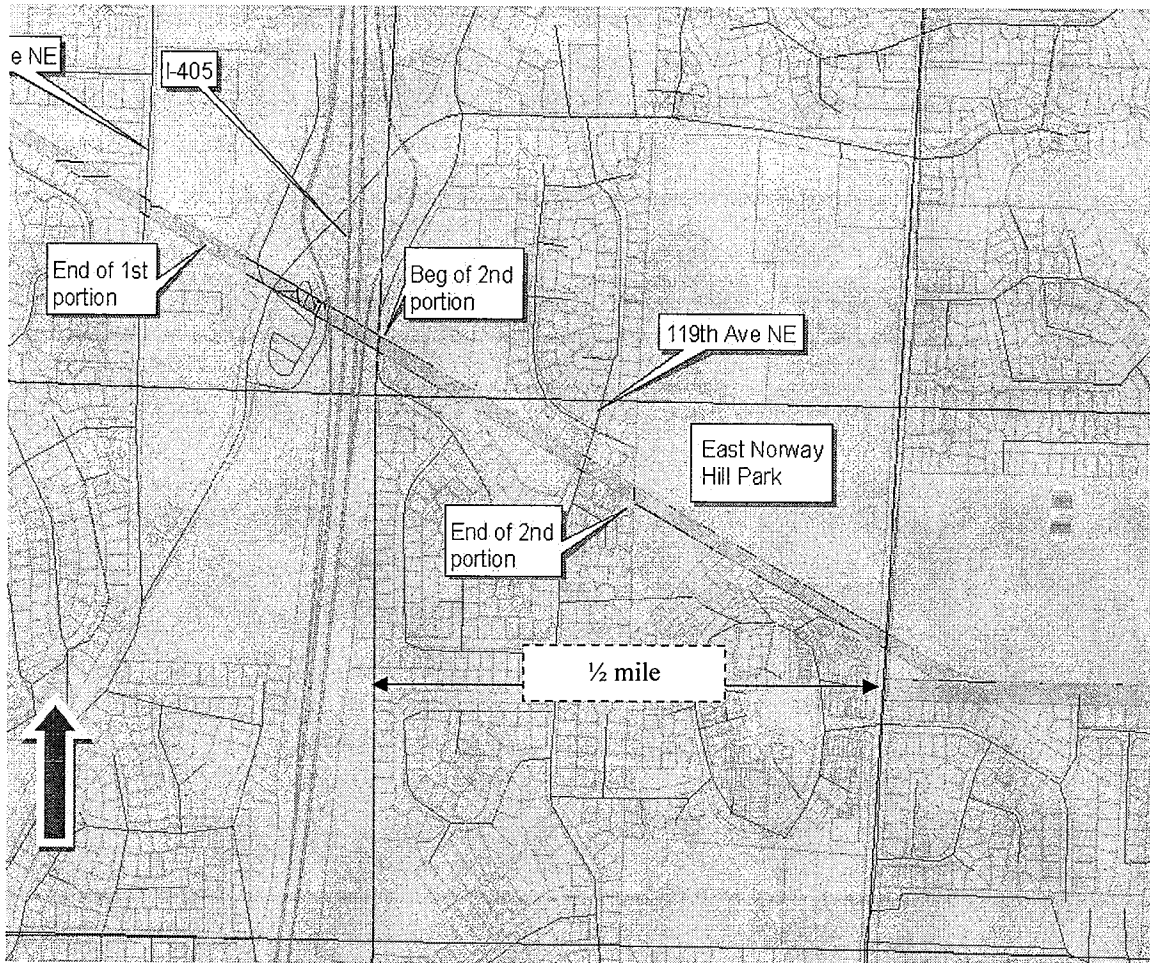 e NE
I-405
End of 1st
portion
Beg of 2nd
portion
119th Ave NE
East Norway
Hill Park
End of 2nd
portion
½ mile